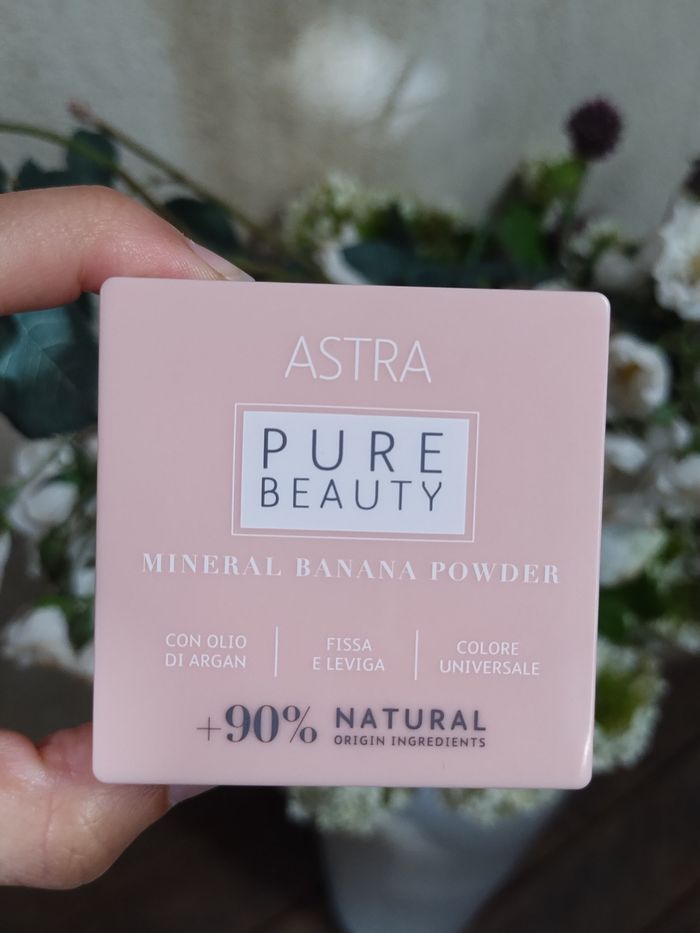 ASTRA
PURE
BEAUTY
MINERAL BANANA POWDER
CON OLIO
DI ARGAN
FISSA
E LEVIGA
COLORE
UNIVERSALE
+90% NATURAL
ORIGIN INGREDIENTS